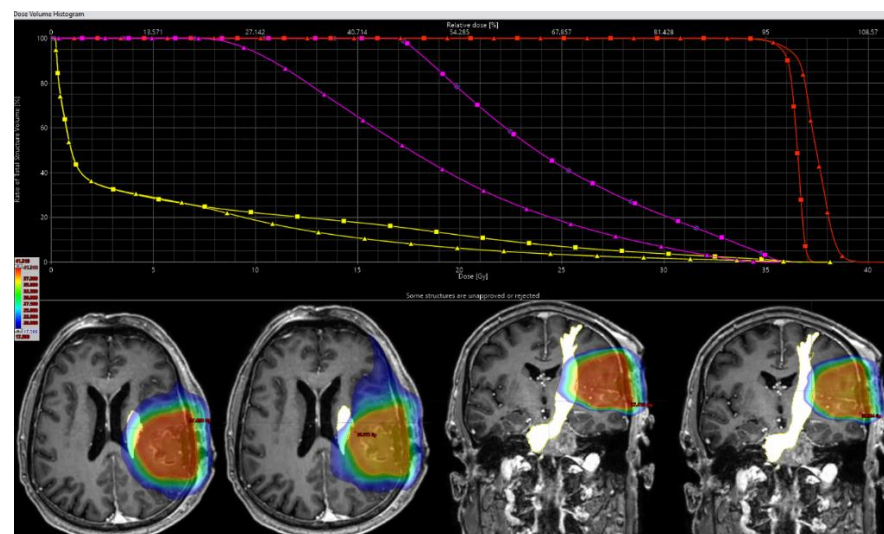 Dose Volume Histogram
Relative dose [%]
0 13.571 27.142 40.714 54.285 67.857 81.428 95 108.57
100
80
60
40
20
0
Ratio of Total Structure Volume [%]
0 5 10 15 20 25 30 35 40
Dose [Gy]
Some structures are unapproved or rejected